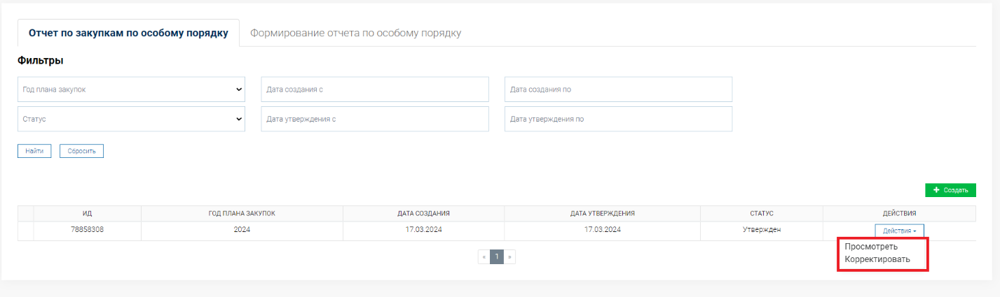 Отчет по закупкам по особому порядку Формирование отчета по особому порядку
Фильтры
Год плана закупок Дата создания с Дата создания по
Статус Дата утверждения с Дата утверждения по
Найти Сбросить
+ Создать
ИД ГОД ПЛАНА ЗАКУПОК ДАТА СОЗДАНИЯ ДАТА УТВЕРЖДЕНИЯ СТАТУС ДЕЙСТВИЯ
78858308 2024 17.03.2024 17.03.2024 Утвержден Действия
Просмотреть
« 1 »
Корректировать